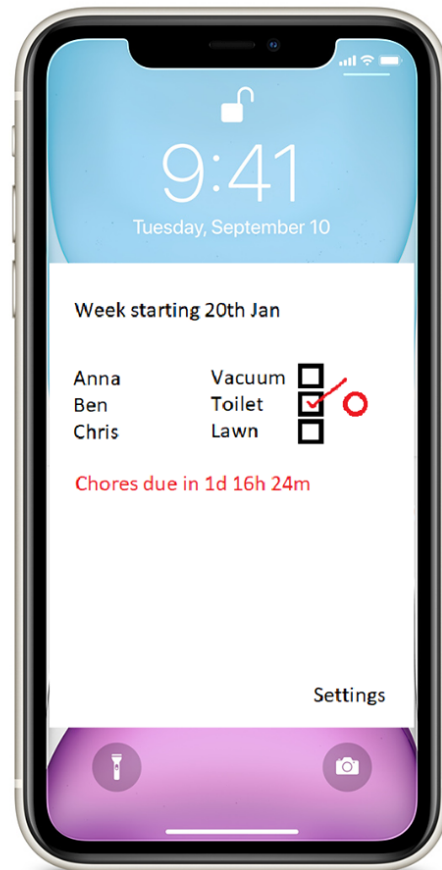 9:41
Tuesday, September 10
Week starting 20th Jan
Anna Vacuum
Ben Toilet
Chris Lawn
Chores due in 1d 16h 24m
Settings